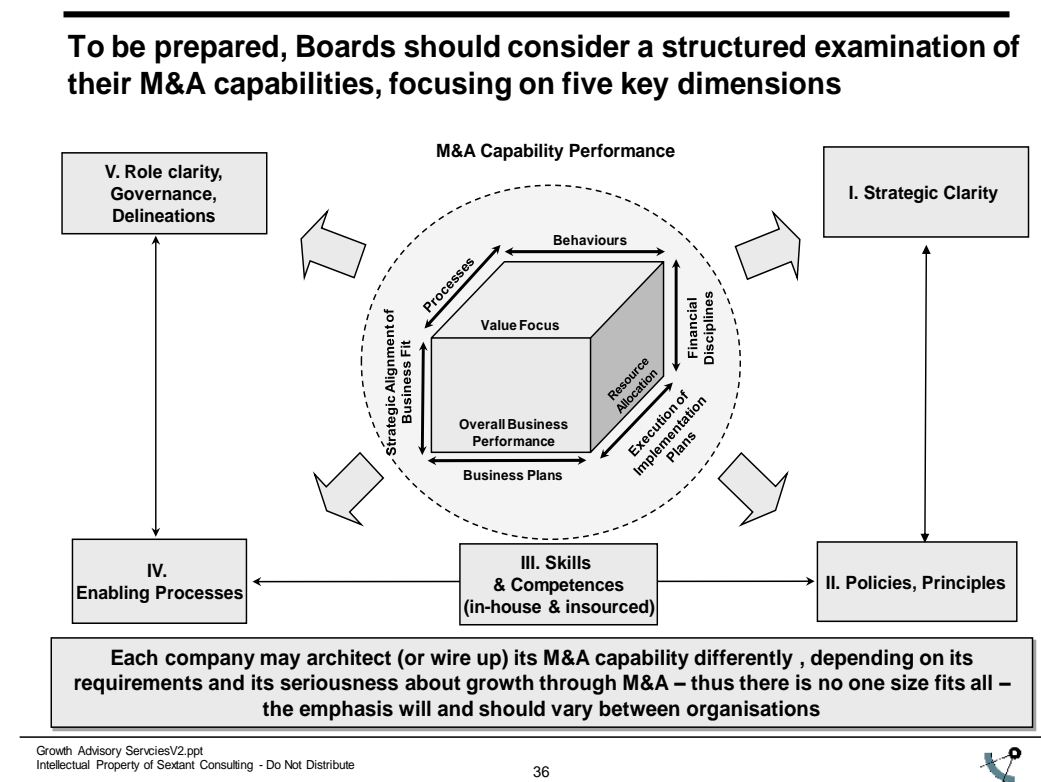 To be prepared, Boards should consider a structured examination of
their M&A capabilities, focusing on five key dimensions
M&A Capability Performance
V. Role clarity,
Governance,
Delineations
I. Strategic Clarity
Behaviours
Processes
Value Focus
Financial
Disciplines
Strategic Alignment of
Business Fit
Resource
Allocation
Overall Business
Performance
Execution of
Implementation
Plans
Business Plans
IV.
Enabling Processes
III. Skills
& Competences
(in-house & insourced)
II. Policies, Principles
Each company may architect (or wire up) its M&A capability differently , depending on its
requirements and its seriousness about growth through M&A – thus there is no one size fits all –
the emphasis will and should vary between organisations
Growth Advisory ServciesV2.ppt
Intellectual Property of Sextant Consulting - Do Not Distribute
36